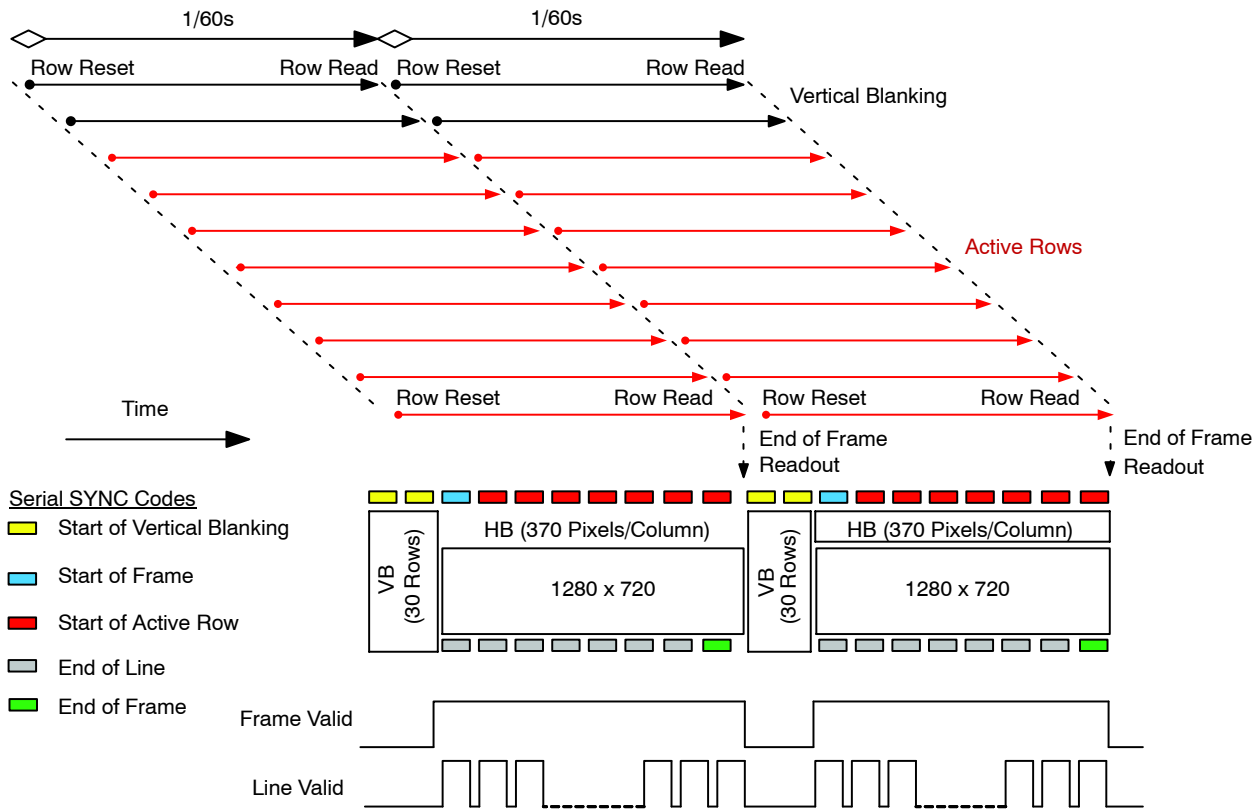 1/60s 1/60s
Row Reset Row Read Row Reset Row Read
Vertical Blanking
Active Rows
Row Reset Row Read Row Reset Row Read
Time
End of Frame
Readout
End of Frame
Readout
Serial SYNC Codes
Start of Vertical Blanking
Start of Frame
Start of Active Row
End of Line
End of Frame
VB
(30 Rows)
HB (370 Pixels/Column)
1280 x 720
VB
(30 Rows)
HB (370 Pixels/Column)
1280 x 720
Frame Valid
Line Valid